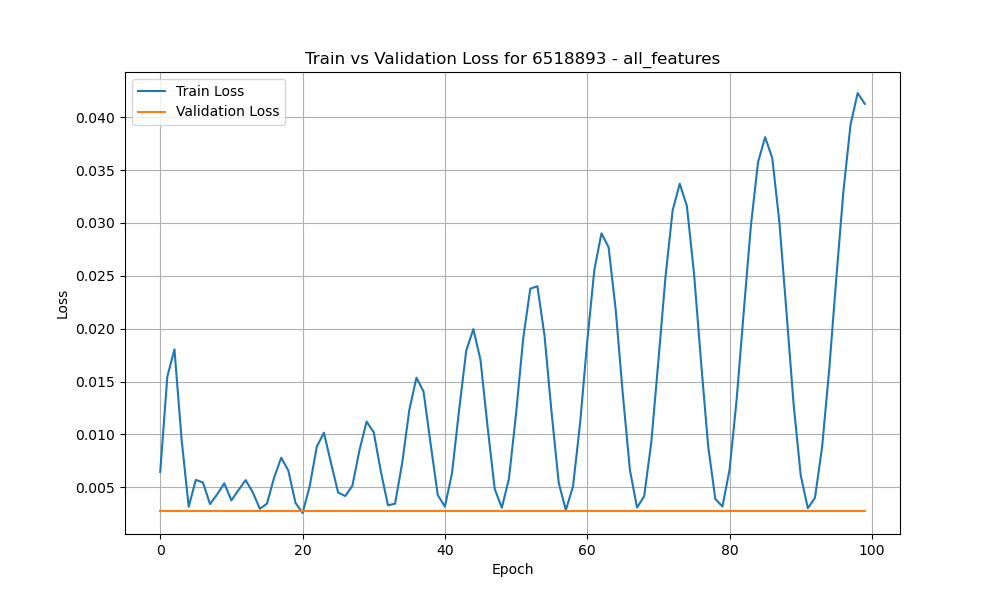 Train vs Validation Loss for 6518893 - all_features
Train Loss
Validation Loss
0.040
0.035
0.030
0.025
0.020
0.015
0.010
0.005
Loss
0 20 40 60 80 100
Epoch